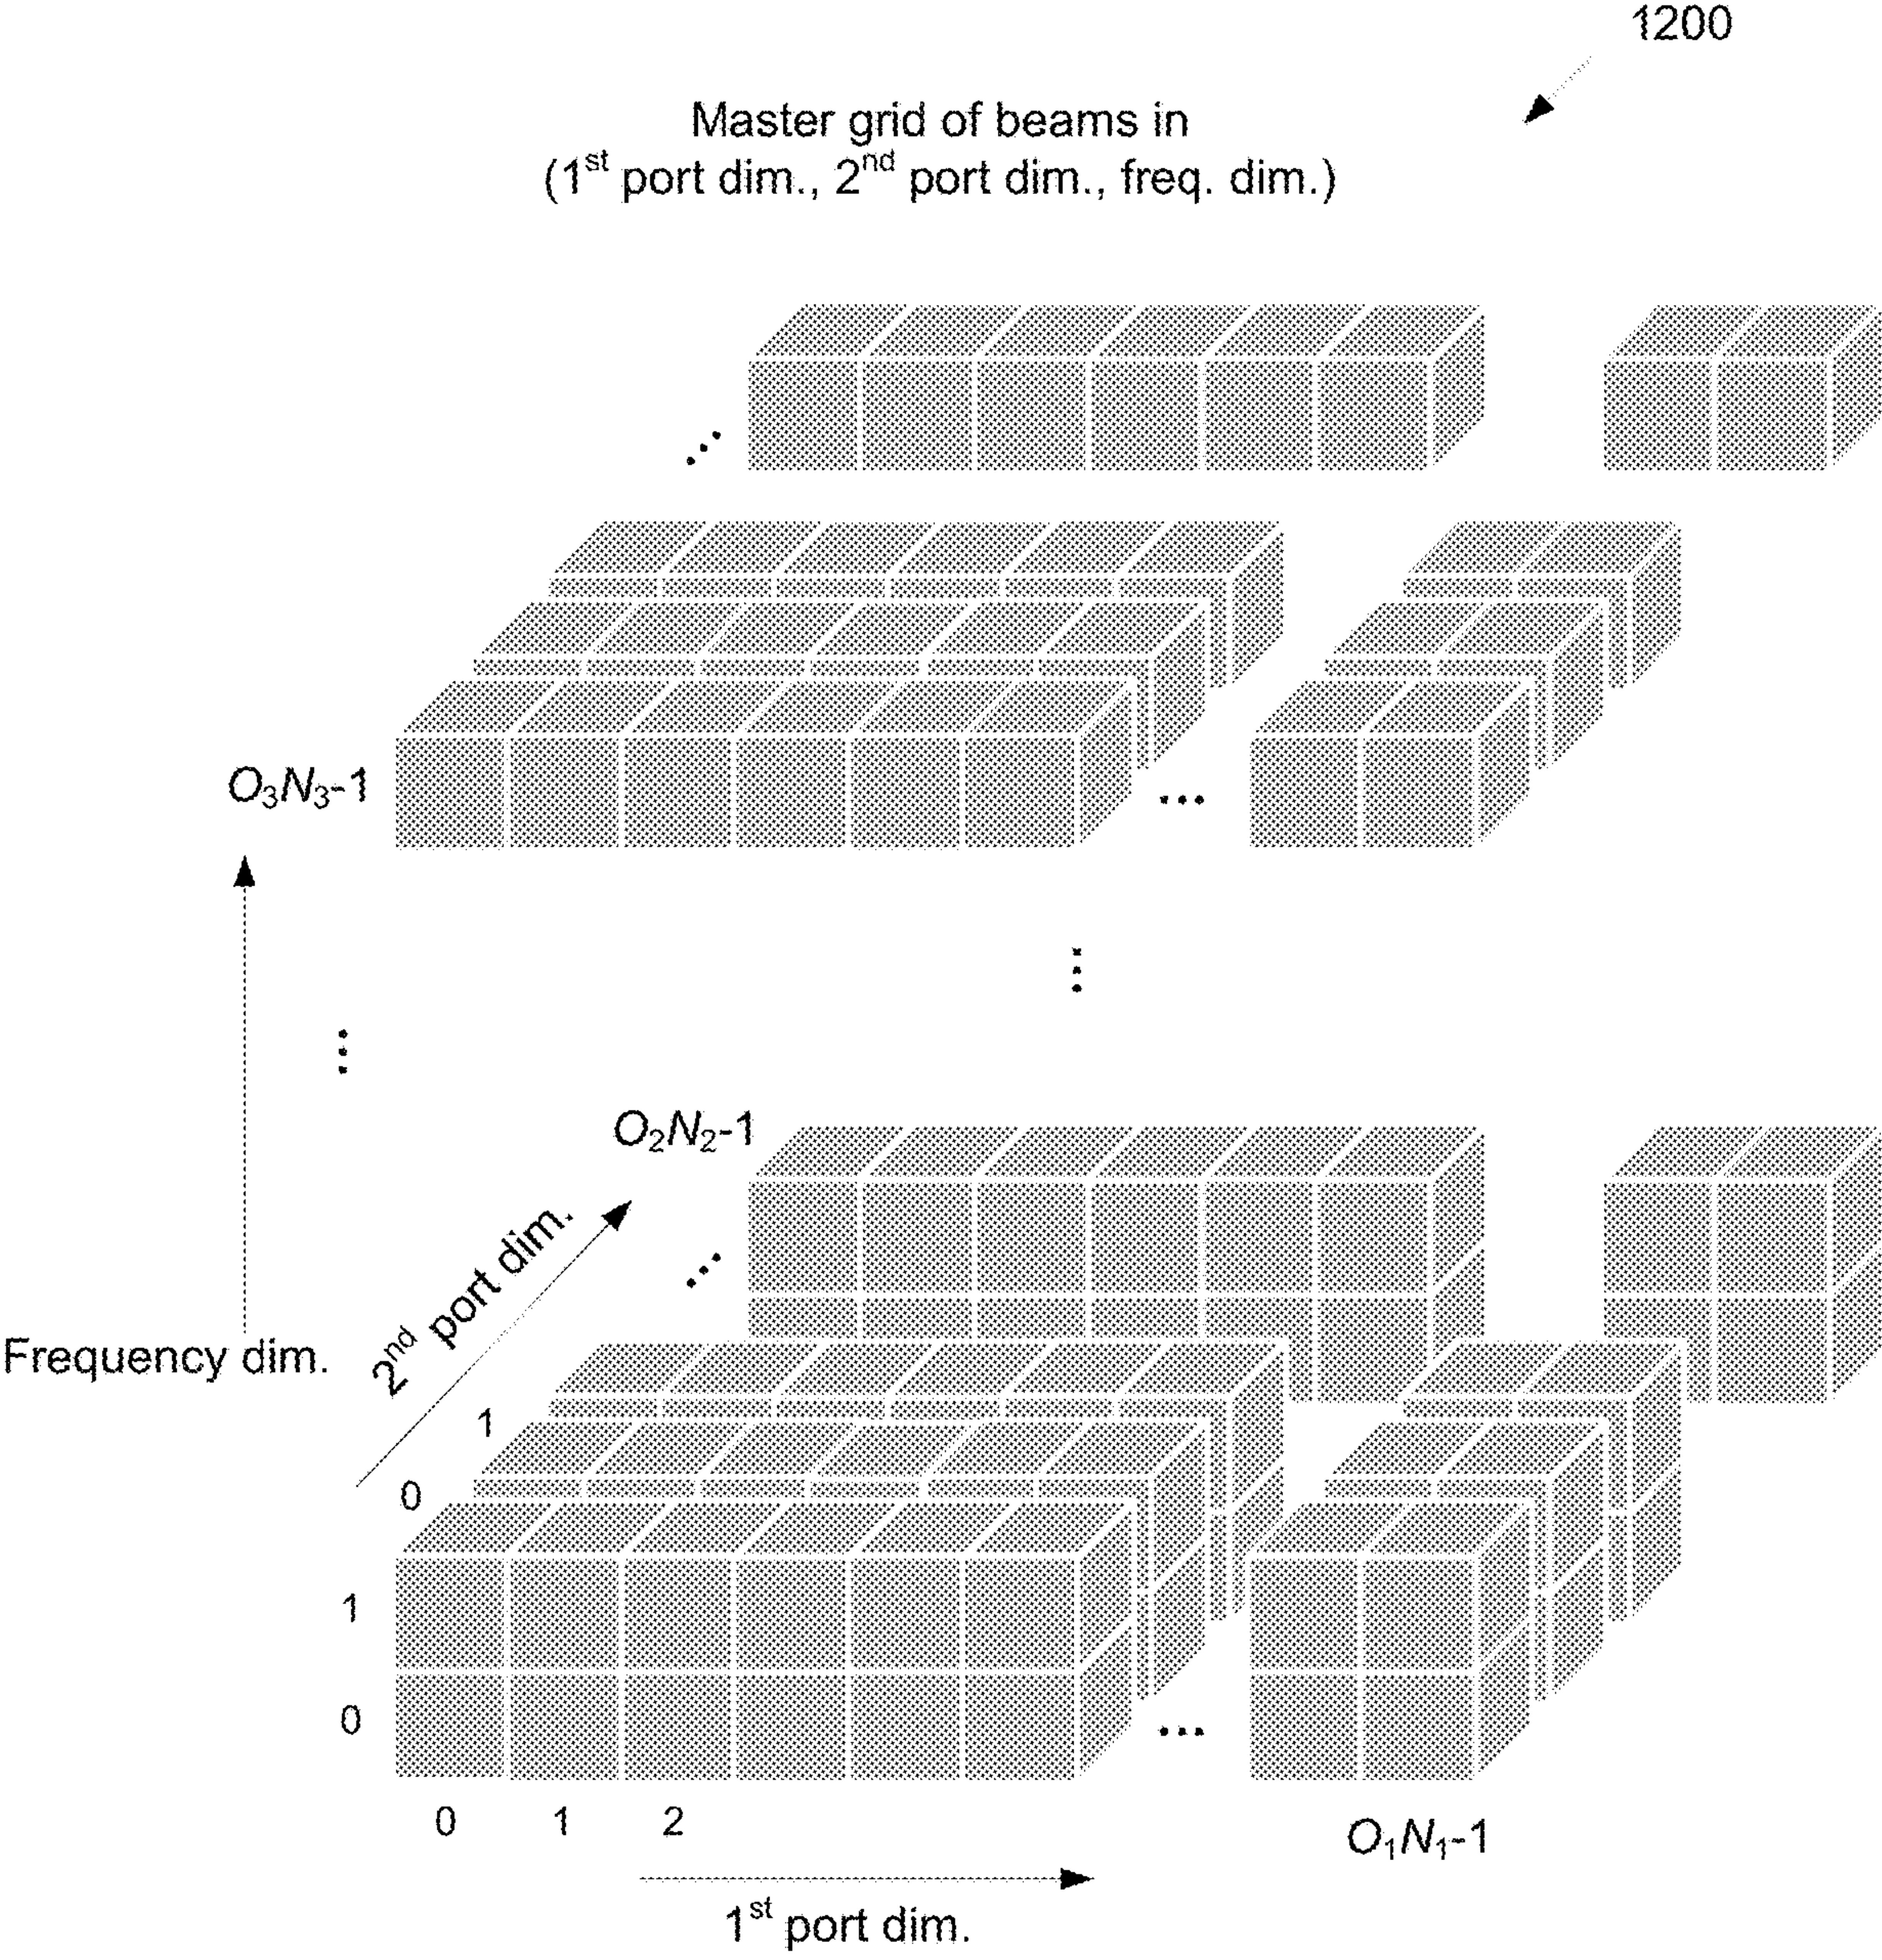 1200
Master grid of beams in
(1st port dim., 2nd port dim., freq. dim.)
O3N3-1
O2N2-1
2nd port dim.
Frequency dim.
1
0
1
0
0 1 2
O1N1-1
1st port dim.